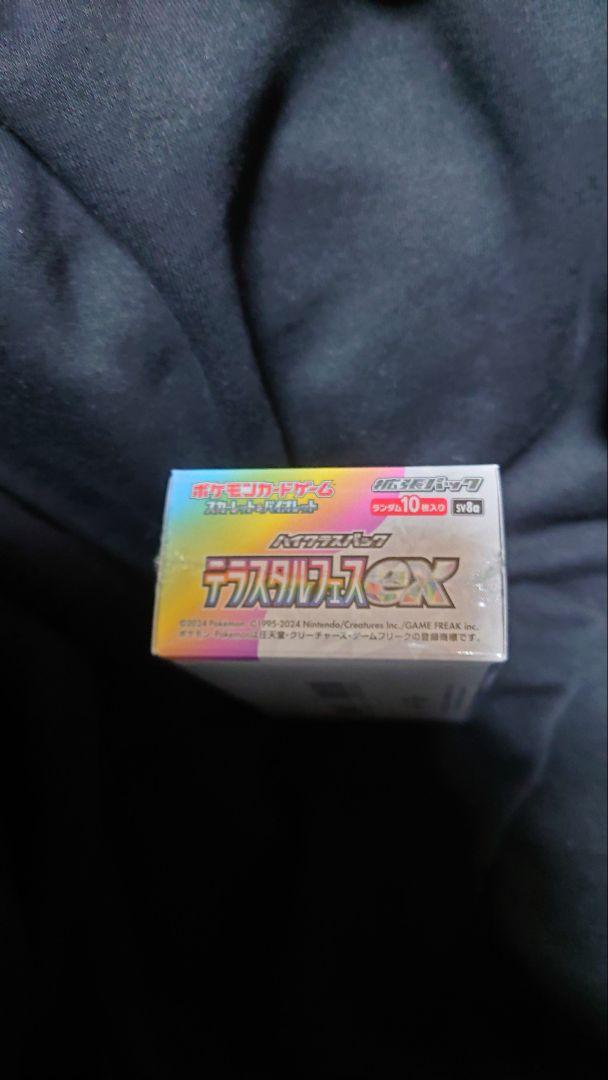 ポケモンカードゲーム
スカーレット&バイオレット
拡張パック
ランダム10枚入り
SV8a
ハイクラスパック
テラスタルフェスex
©2024 Pokémon. ©1995-2024 Nintendo/Creatures Inc./GAME FREAK inc.
ポケモン・Pokémonは任天堂・クリーチャーズ・ゲームフリークの登録商標です。